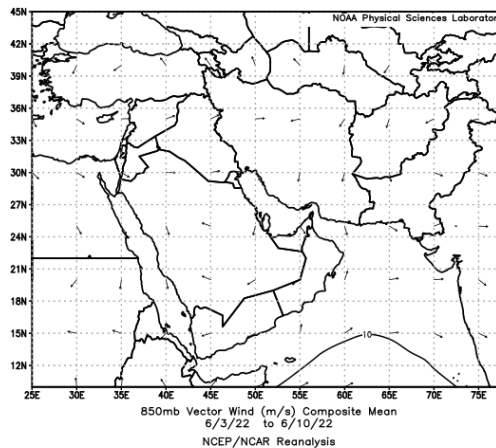 NOAA Physical Sciences Laborator
45N
42N
39N
36N
33N
30N
27N
24N
21N
18N
15N
12N
10
25E 30E 35E 40E 45E 50E 55E 60E 65E 70E 75E
850mb Vector Wind (m/s) Composite Mean
6/3/22 to 6/10/22
NCEP/NCAR Reanalysis